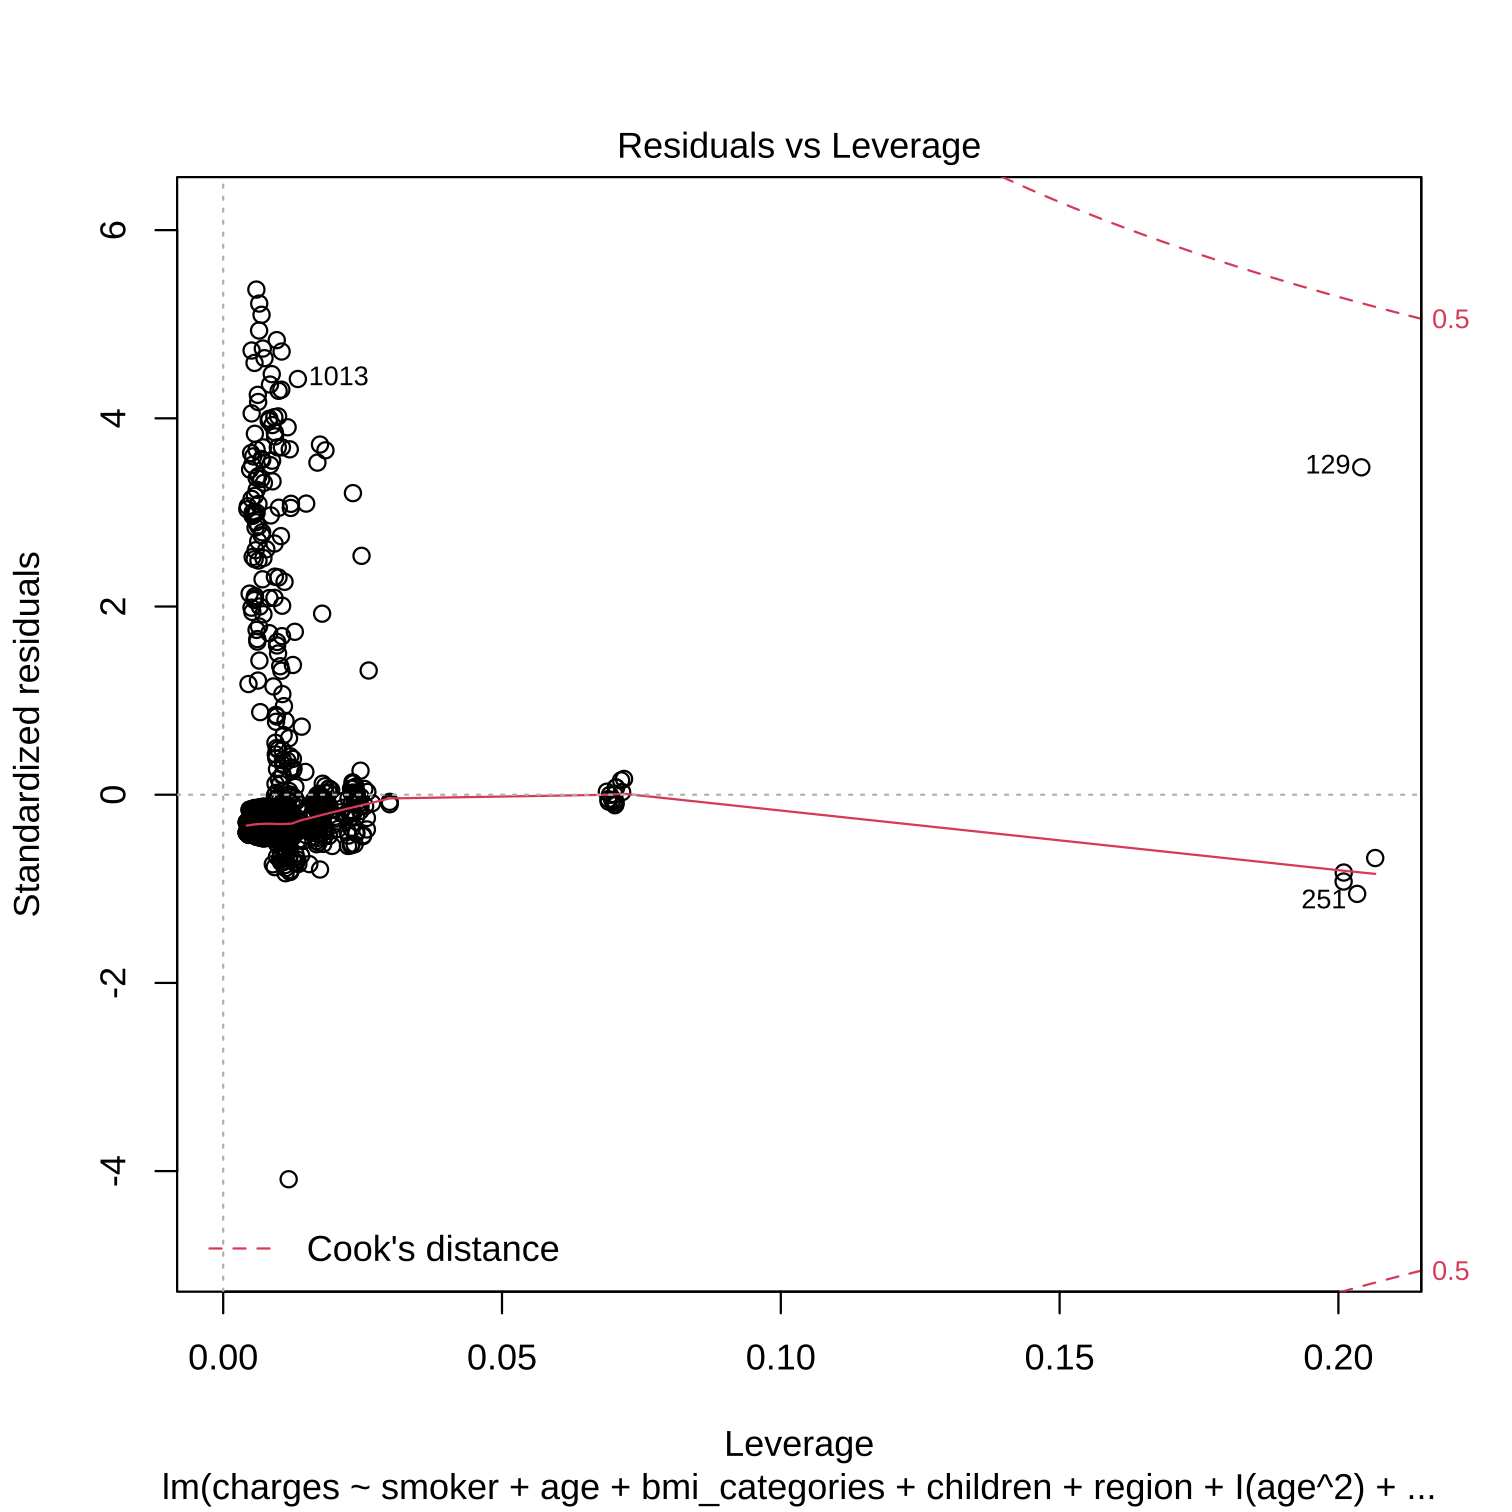 Residuals vs Leverage
6
4
2
0
-2
-4
Standardized residuals
0.5
1013
129
251
0.5
Cook's distance
0.00 0.05 0.10 0.15 0.20
Leverage
lm(charges ~ smoker + age + bmi_categories + children + region + I(age^2) + ...